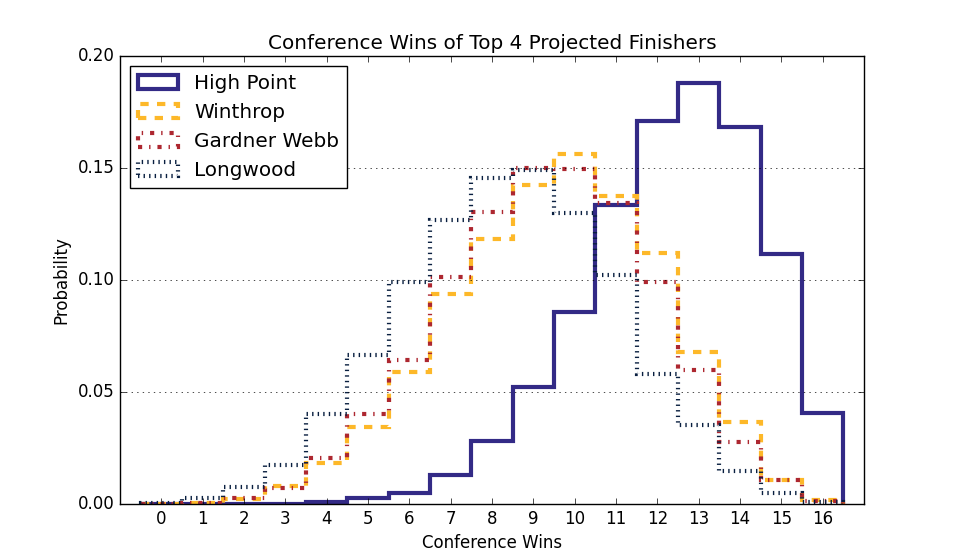 Conference Wins of Top 4 Projected Finishers
High Point
Winthrop
Gardner Webb
Longwood
0.20
0.15
0.10
0.05
0.00
Probability
0 1 2 3 4 5 6 7 8 9 10 11 12 13 14 15 16
Conference Wins